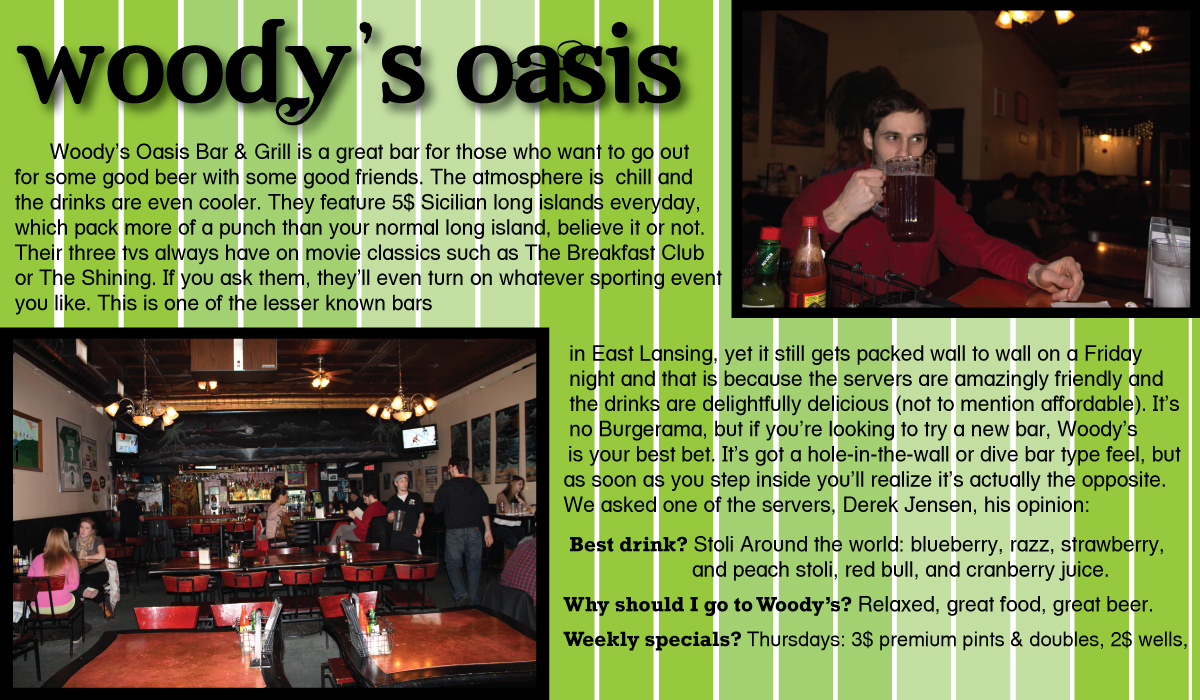 woody's oasis
Woody's Oasis Bar & Grill is a great bar for those who want to go out
for some good beer with some good friends. The atmosphere is  chill and
the drinks are even cooler. They feature 5$ Sicilian long islands everyday,
which pack more of a punch than your normal long island, believe it or not.
Their three tvs always have on movie classics such as The Breakfast Club
or The Shining. If you ask them, they'll even turn on whatever sporting event
you like. This is one of the lesser known bars
in East Lansing, yet it still gets packed wall to wall on a Friday
night and that is because the servers are amazingly friendly and
the drinks are delightfully delicious (not to mention affordable). It's
no Burgerama, but if you're looking to try a new bar, Woody's
is your best bet. It's got a hole-in-the-wall or dive bar type feel, but
as soon as you step inside you'll realize it's actually the opposite.
We asked one of the servers, Derek Jensen, his opinion:
Best drink? Stoli Around the world: blueberry, razz, strawberry,
and peach stoli, red bull, and cranberry juice.
Why should I go to Woody's? Relaxed, great food, great beer.
Weekly specials? Thursdays: 3$ premium pints & doubles, 2$ wells,